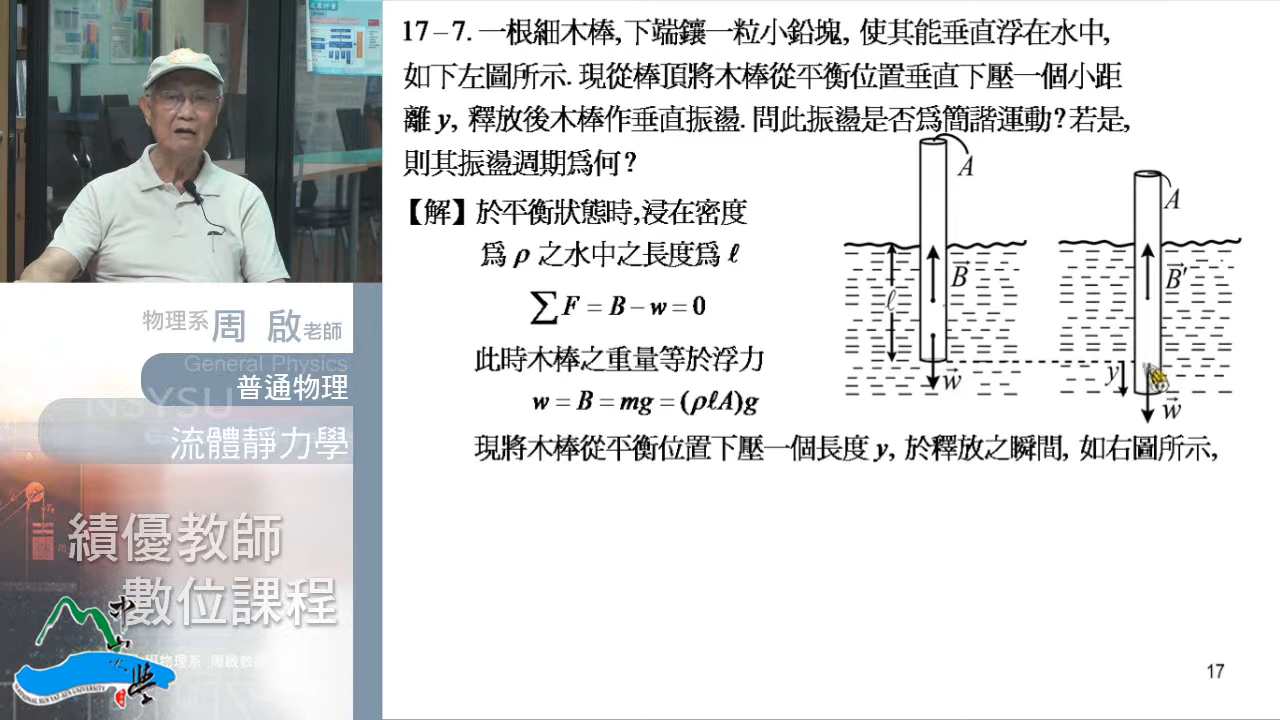 17－7. 一根細木棒, 下端鑲一粒小鉛塊, 使其能垂直浮在水中,
如下左圖所示. 現從棒頂將木棒從平衡位置垂直下壓一個小距
離 y, 釋放後木棒作垂直振盪. 問此振盪是否爲簡諧運動? 若是,
則其振盪週期爲何?
【解】於平衡狀態時, 浸在密度
爲 ρ 之水中之長度爲 ℓ
∑F = B－w = 0
此時木棒之重量等於浮力
w = B = mg = (ρℓA)g
現將木棒從平衡位置下壓一個長度 y, 於釋放之瞬間, 如右圖所示,
A
B⃗
ℓ
w⃗
A
B⃗'
y
w⃗
17
物理系 周 啟 老師
General Physics
普通物理
NSYSU
流體靜力學
績優教師
數位課程